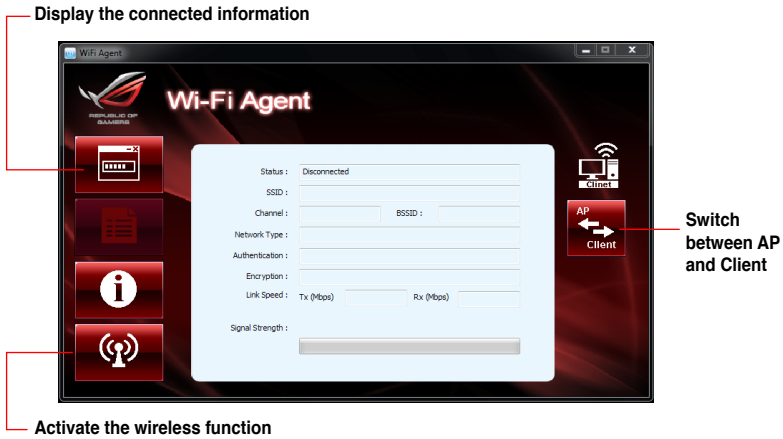 Display the connected information
WiFi Agent
REPUBLIC OF
GAMERS
Wi-Fi Agent
Status : Disconnected
SSID :
Channel : BSSID :
Network Type :
Authentication :
Encryption :
Link Speed : Tx (Mbps) Rx (Mbps)
Signal Strength :
Clinet
AP
Client
Switch
between AP
and Client
Activate the wireless function